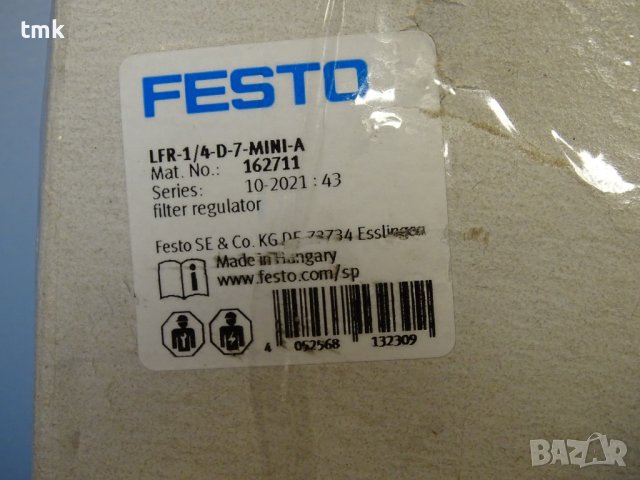 tmk
FESTO
LFR-1/4-D-7-MINI-A
Mat. No.: 162711
Series: 10-2021 : 43
filter regulator
Festo SE & Co. KG DE-73734 Esslingen
Made in Hungary
www.festo.com/sp
4 052568 132309
BAZAR